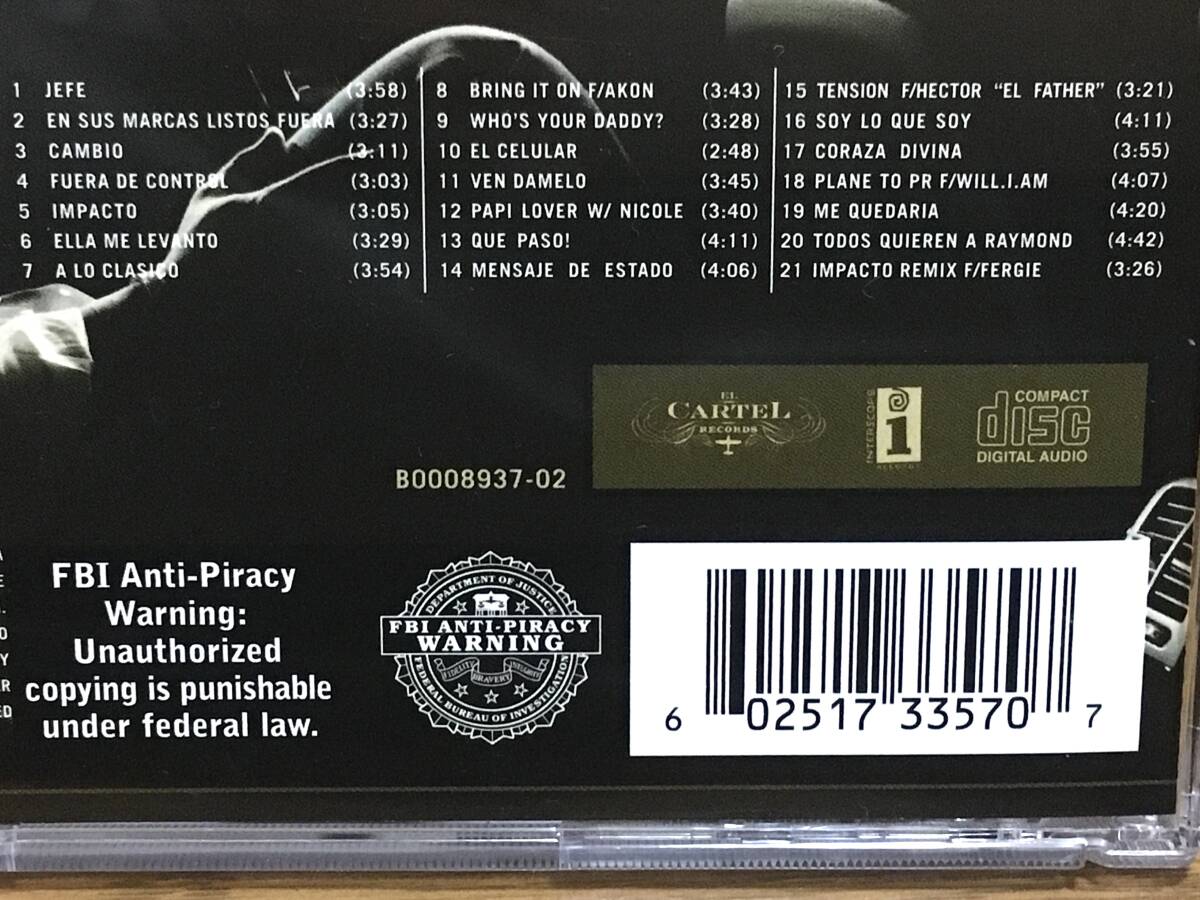 1 JEFE (3:58)
2 EN SUS MARCAS LISTOS FUERA (3:27)
3 CAMBIO (3:11)
4 FUERA DE CONTROL (3:03)
5 IMPACTO (3:05)
6 ELLA ME LEVANTO (3:29)
7 A LO CLASICO (3:54)
8 BRING IT ON F/AKON (3:43)
9 WHO'S YOUR DADDY? (3:28)
10 EL CELULAR (2:48)
11 VEN DAMELO (3:45)
12 PAPI LOVER W/ NICOLE (3:40)
13 QUE PASO! (4:11)
14 MENSAJE DE ESTADO (4:06)
15 TENSION F/HECTOR "EL FATHER" (3:21)
16 SOY LO QUE SOY (4:11)
17 CORAZA DIVINA (3:55)
18 PLANE TO PR F/WILL.I.AM (4:07)
19 ME QUEDARIA (4:20)
20 TODOS QUIEREN A RAYMOND (4:42)
21 IMPACTO REMIX F/FERGIE (3:26)
EL
CARTEL
RECORDS
INTERSCOPE
i
RECORDS
COMPACT
disc
DIGITAL AUDIO
B0008937-02
FBI Anti-Piracy
Warning:
Unauthorized
copying is punishable
under federal law.
DEPARTMENT OF JUSTICE
FBI ANTI-PIRACY
WARNING
FIDELITY
BRAVERY
INTEGRITY
FEDERAL BUREAU OF INVESTIGATION
6 02517 33570 7